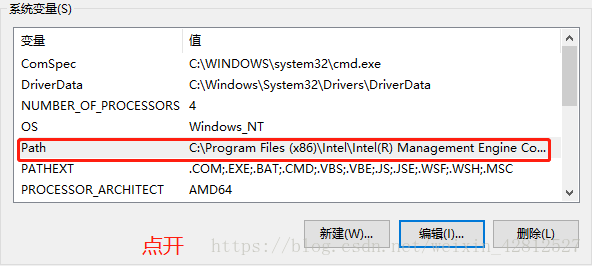 系统变量(S)
变量 值
ComSpec C:\WINDOWS\system32\cmd.exe
DriverData C:\Windows\System32\Drivers\DriverData
NUMBER_OF_PROCESSORS 4
OS Windows_NT
Path C:\Program Files (x86)\Intel\Intel(R) Management Engine Co...
PATHEXT .COM;.EXE;.BAT;.CMD;.VBS;.VBE;.JS;.JSE;.WSF;.WSH;.MSC
PROCESSOR_ARCHITECT AMD64
新建(W)... 编辑(I)... 删除(L)
点开 https://blog.csdn.net/weixin_42812527